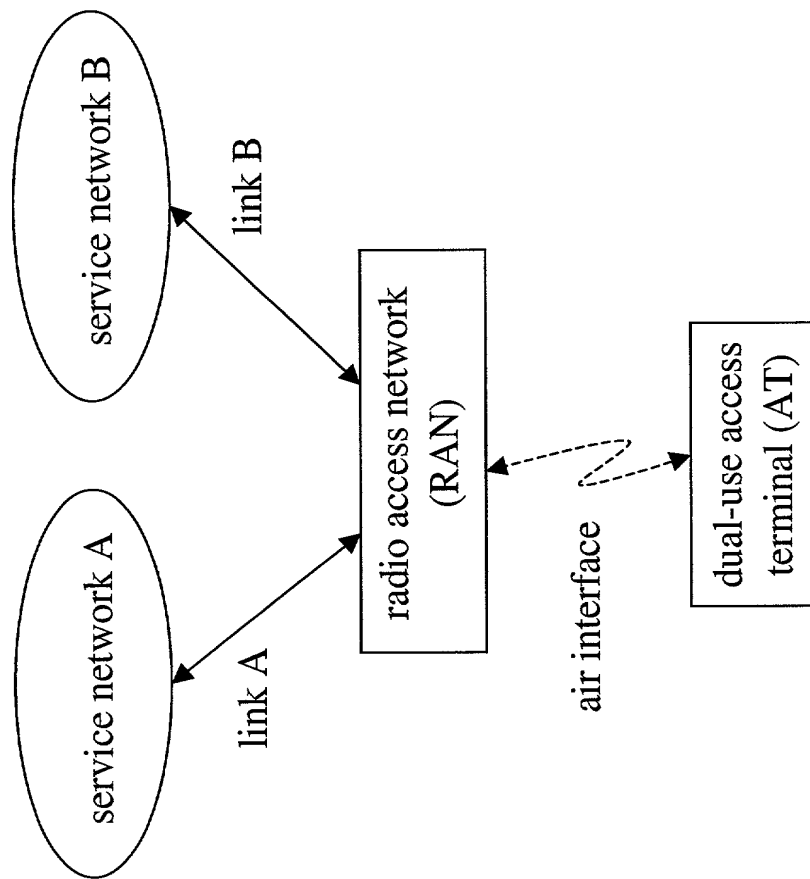 service network A
service network B
link A
link B
radio access network
(RAN)
air interface
dual-use access
terminal (AT)